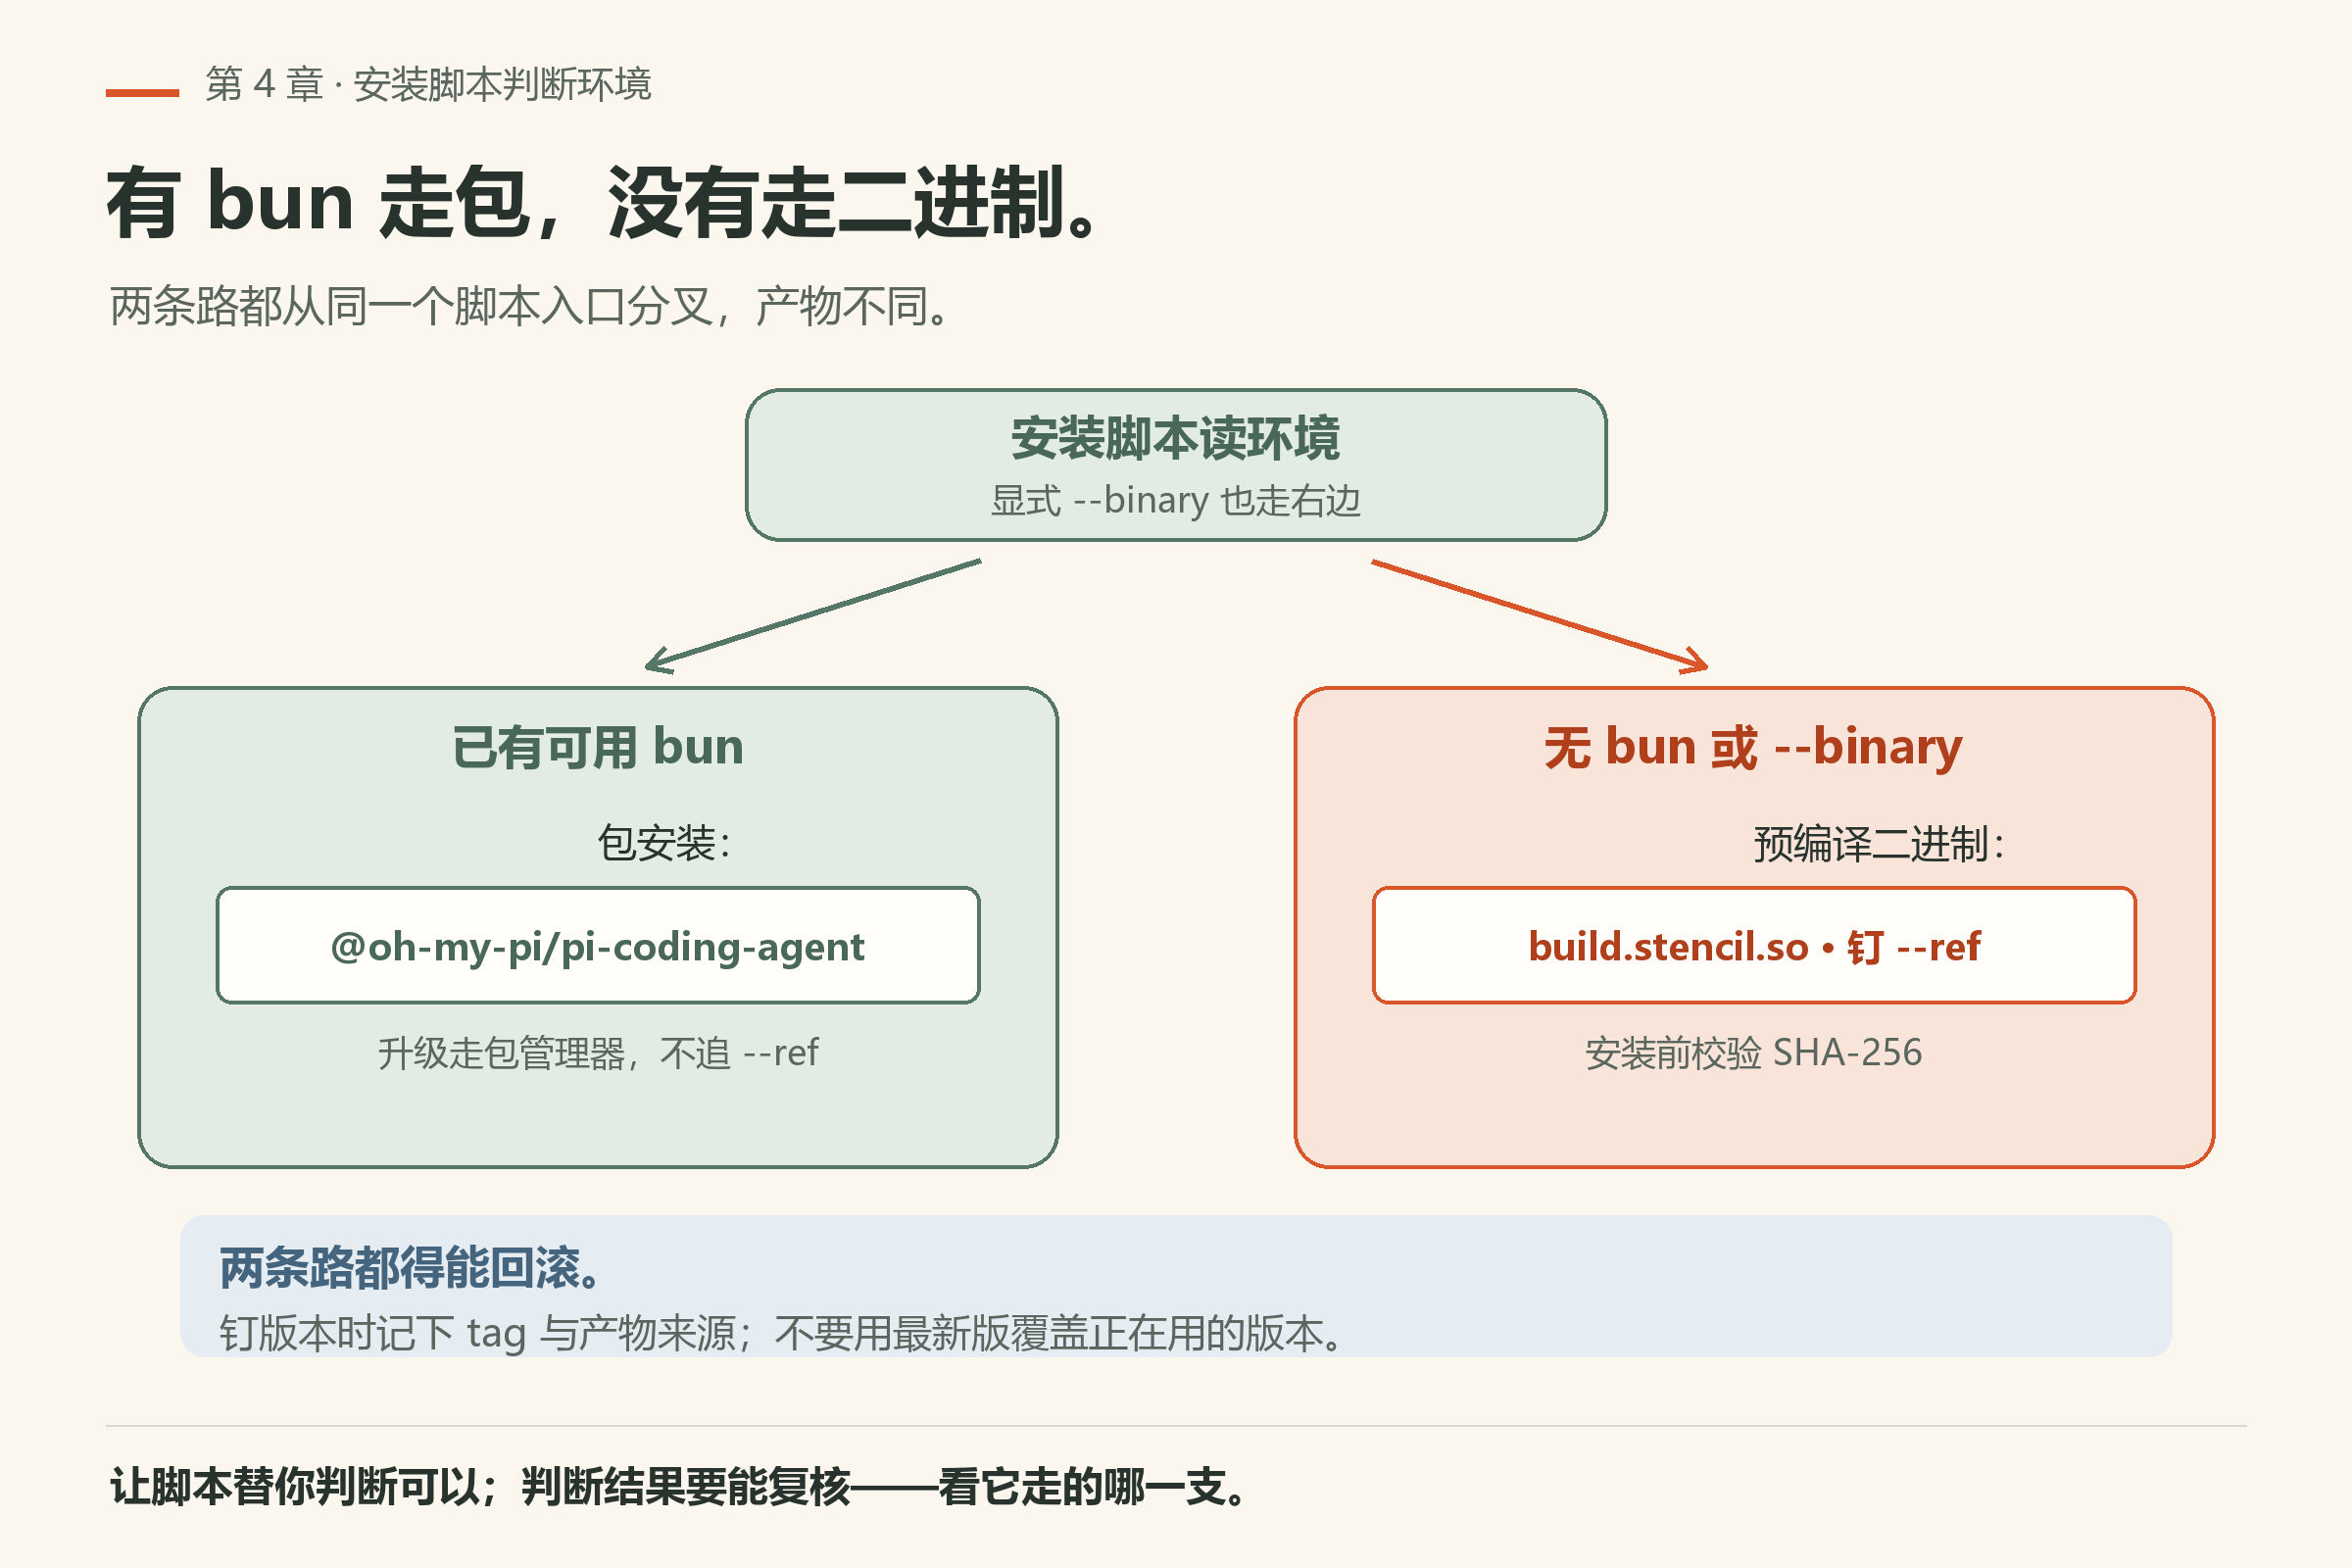 第 4 章 · 安装脚本判断环境
有 bun 走包，没有走二进制。
两条路都从同一个脚本入口分叉，产物不同。
安装脚本读环境
显式 --binary 也走右边
已有可用 bun
包安装：
@oh-my-pi/pi-coding-agent
升级走包管理器，不追 --ref
无 bun 或 --binary
预编译二进制：
build.stencil.so • 钉 --ref
安装前校验 SHA-256
两条路都得能回滚。
钉版本时记下 tag 与产物来源；不要用最新版覆盖正在用的版本。
让脚本替你判断可以；判断结果要能复核——看它走的哪一支。